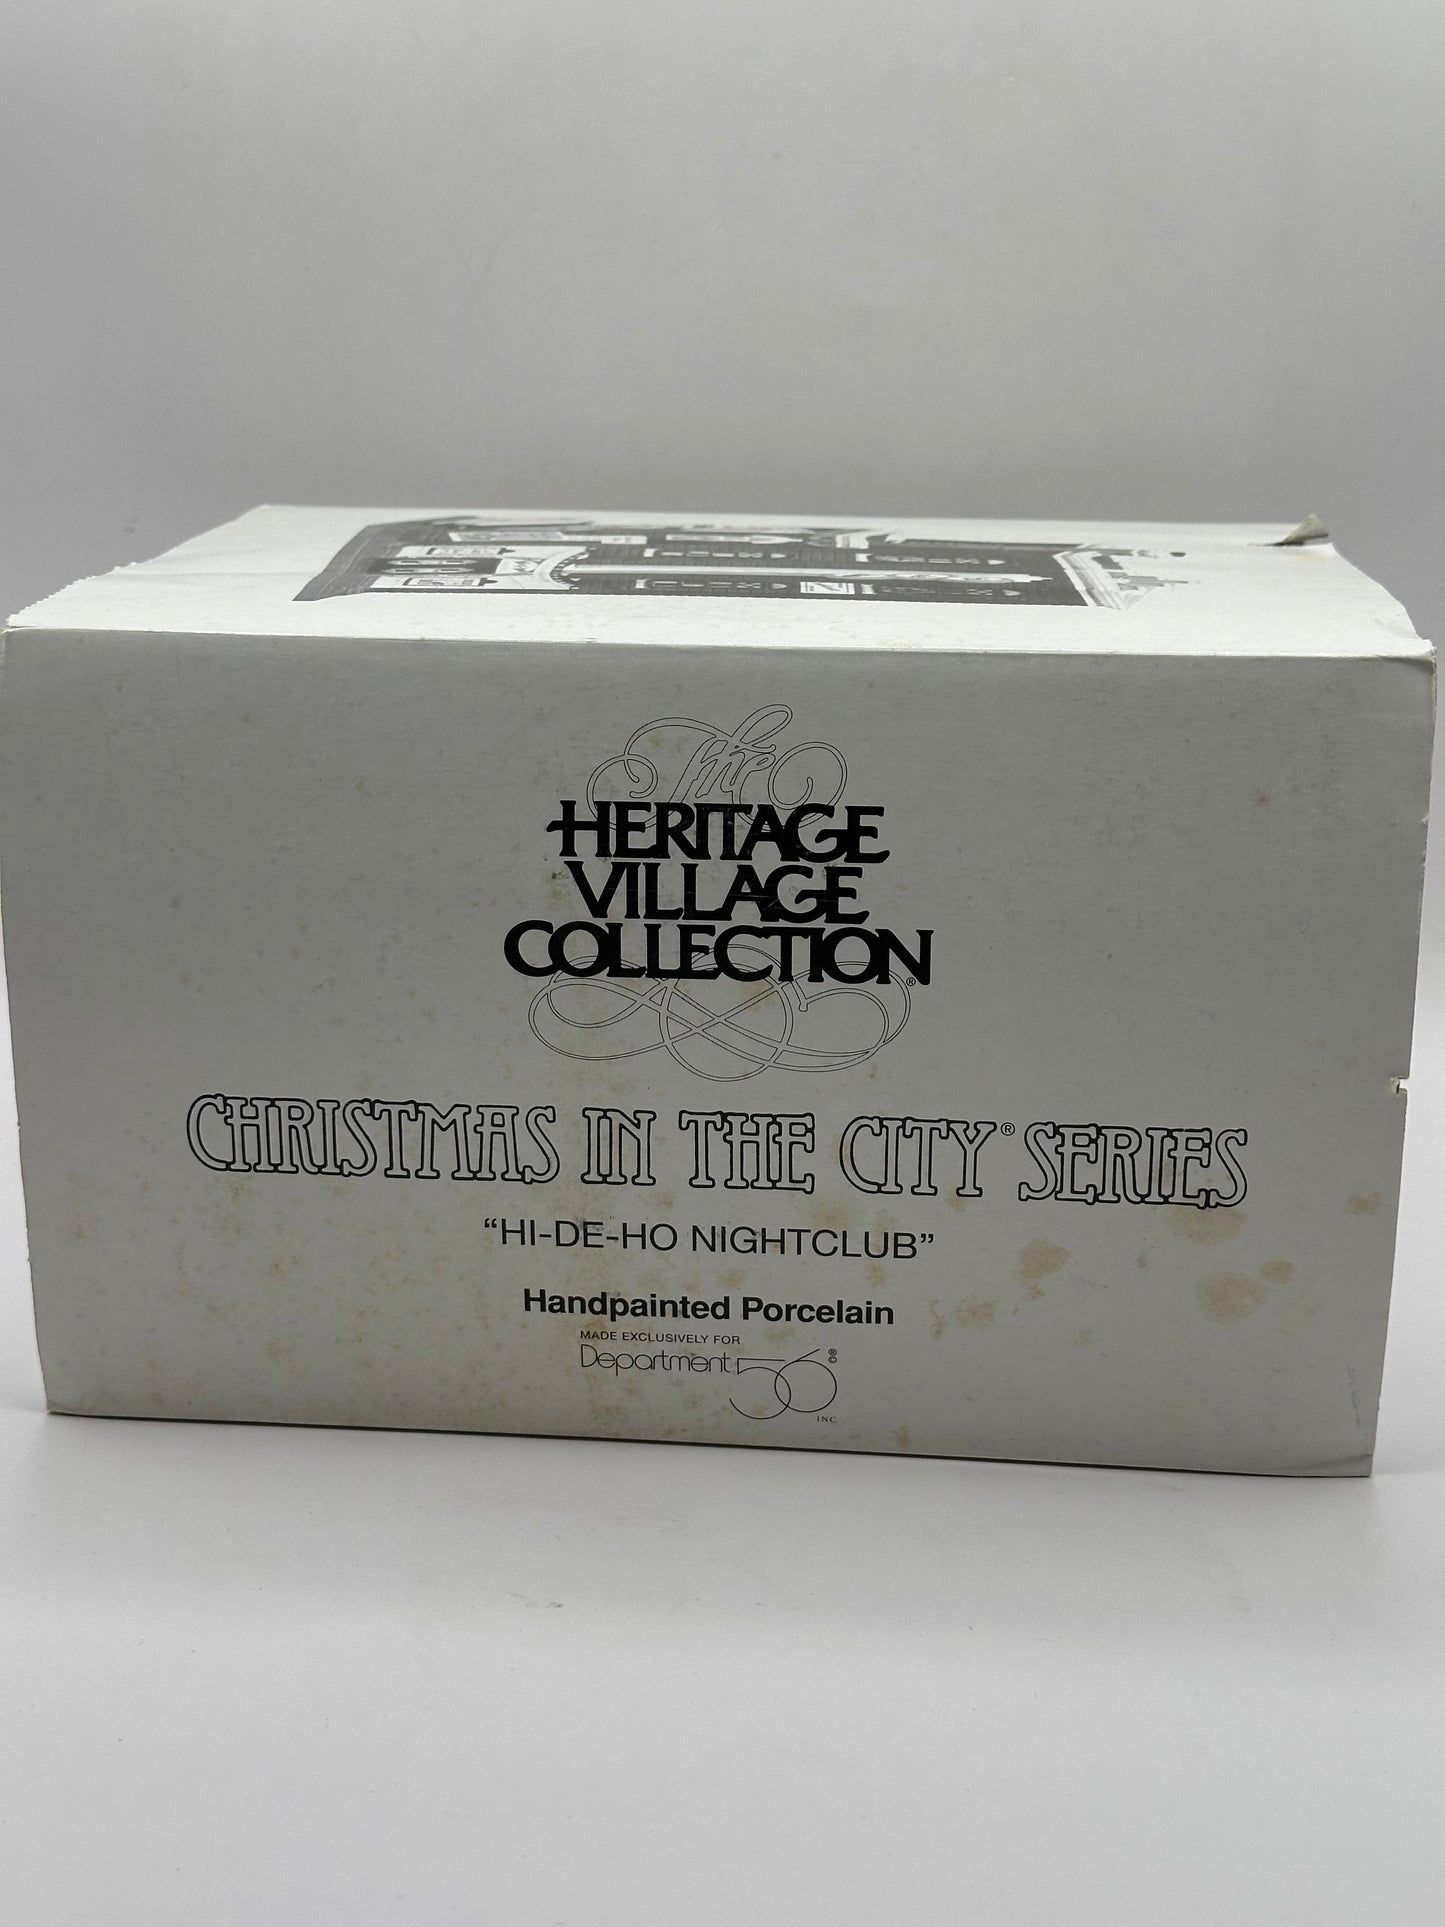 The
HERITAGE
VILLAGE
COLLECTION®
CHRISTMAS IN THE CITY® SERIES
“HI-DE-HO NIGHTCLUB”
Handpainted Porcelain
MADE EXCLUSIVELY FOR
Department 56 ®©
INC